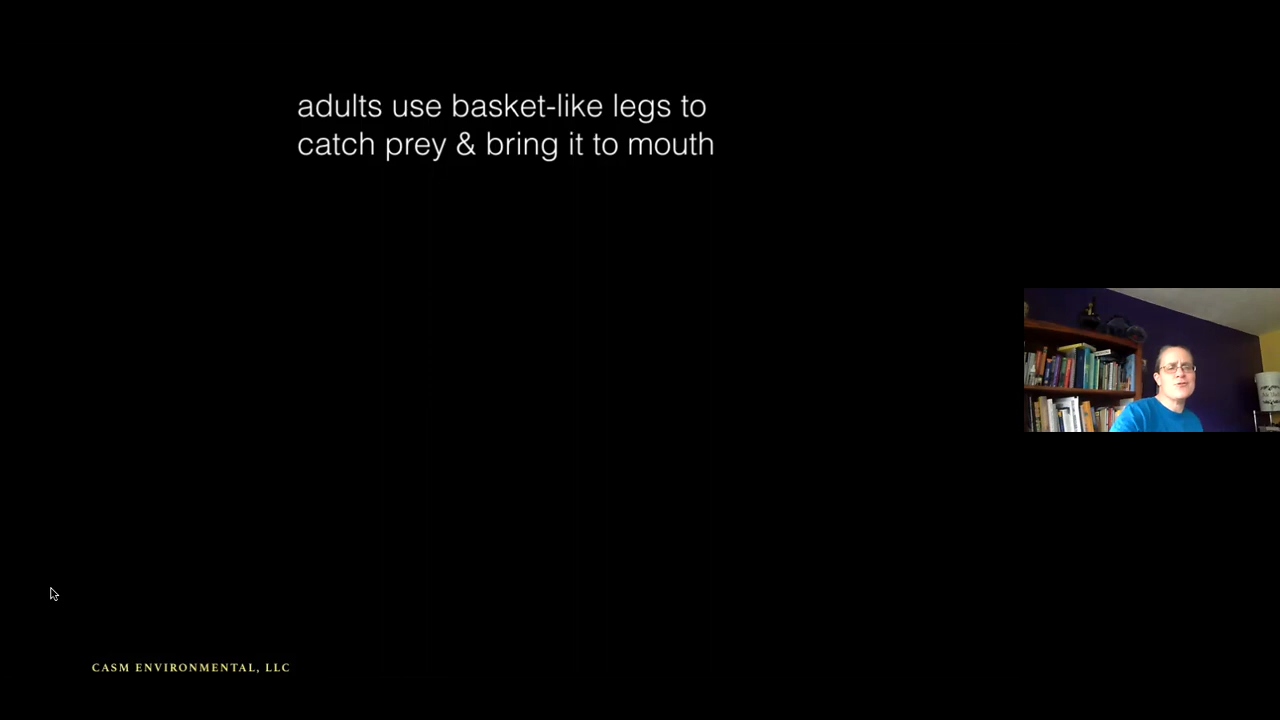 adults use basket-like legs to
catch prey & bring it to mouth
CASM ENVIRONMENTAL, LLC